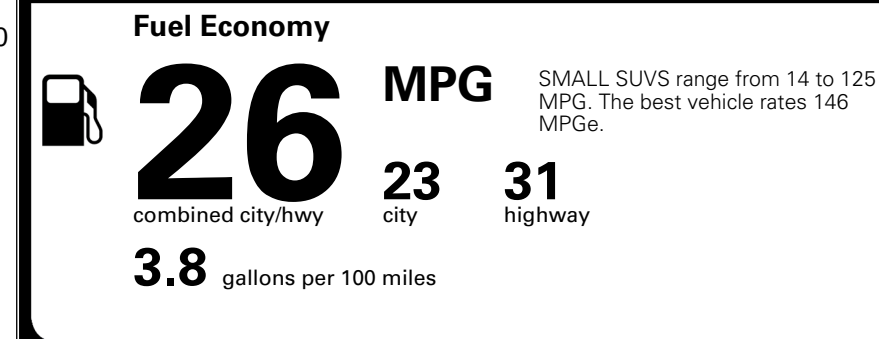 0
Fuel Economy
26 MPG
SMALL SUVS range from 14 to 125
MPG. The best vehicle rates 146
MPGe.
23 31
combined city/hwy city highway
3.8 gallons per 100 miles